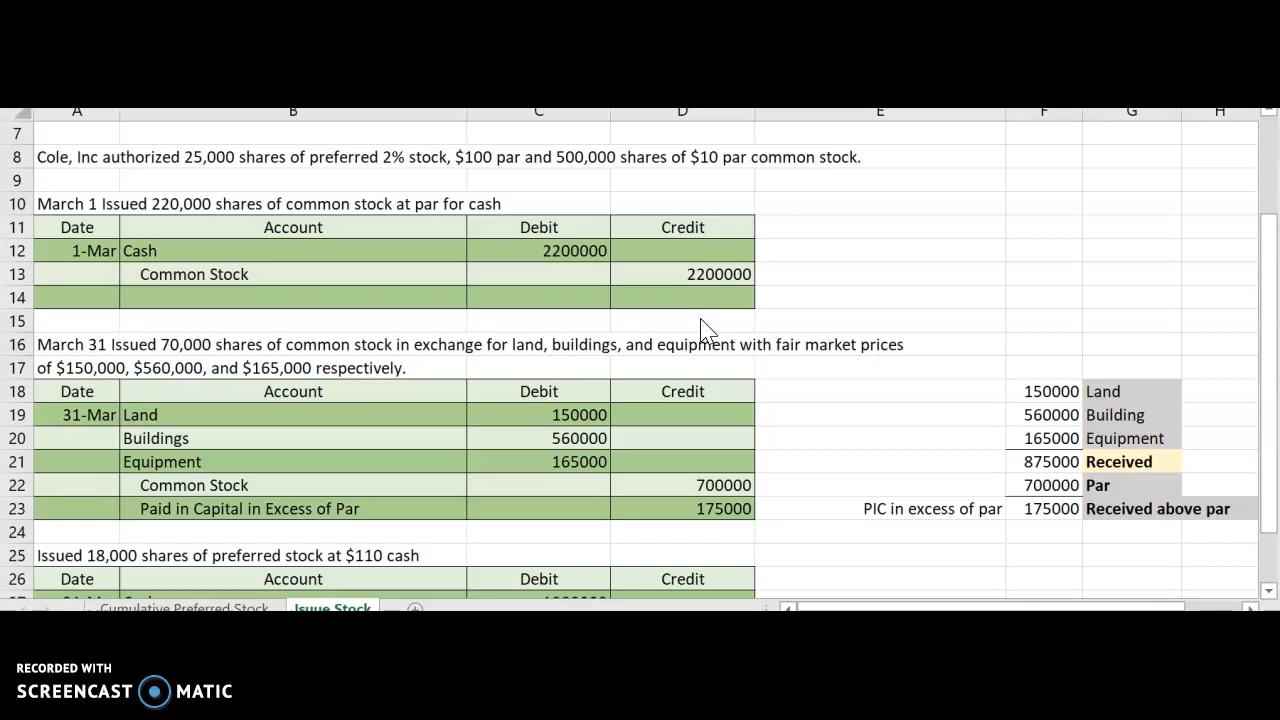 A B C D E F G H
7
8 Cole, Inc authorized 25,000 shares of preferred 2% stock, $100 par and 500,000 shares of $10 par common stock.
9
10 March 1 Issued 220,000 shares of common stock at par for cash
11 Date Account Debit Credit
12 1-Mar Cash 2200000
13 Common Stock 2200000
14
15
16 March 31 Issued 70,000 shares of common stock in exchange for land, buildings, and equipment with fair market prices
17 of $150,000, $560,000, and $165,000 respectively.
18 Date Account Debit Credit 150000 Land
19 31-Mar Land 150000 560000 Building
20 Buildings 560000 165000 Equipment
21 Equipment 165000 875000 Received
22 Common Stock 700000 700000 Par
23 Paid in Capital in Excess of Par 175000 PIC in excess of par 175000 Received above par
24
25 Issued 18,000 shares of preferred stock at $110 cash
26 Date Account Debit Credit
Cumulative Preferred Stock Isuue Stock
RECORDED WITH
SCREENCAST MATIC